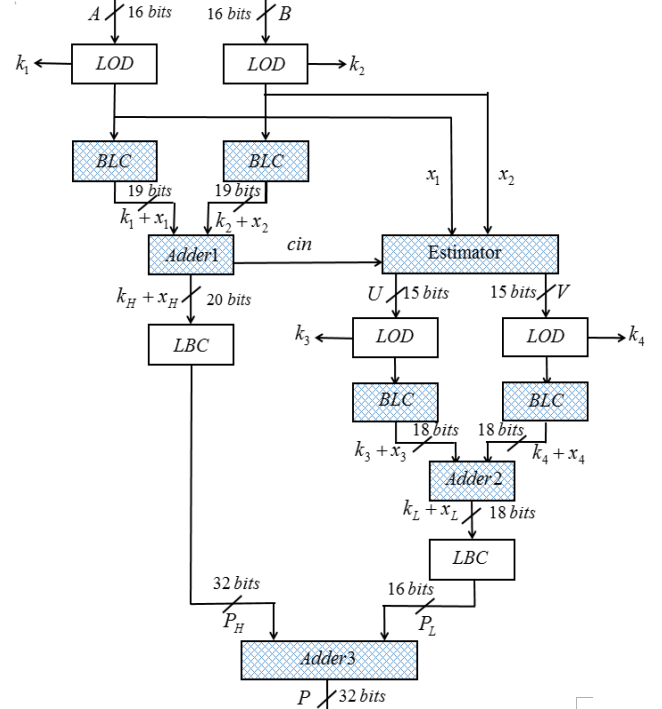 A 16 bits 16 bits B
k1 LOD LOD k2
BLC BLC x1 x2
19 bits 19 bits
k1 + x1 k2 + x2
Adder1 cin Estimator
kH + xH 20 bits U 15 bits 15 bits V
LBC k3 LOD LOD k4
BLC BLC
18 bits 18 bits
k3 + x3 k4 + x4
Adder2
kL + xL 18 bits
LBC
32 bits 16 bits
PH PL
Adder3
P 32 bits